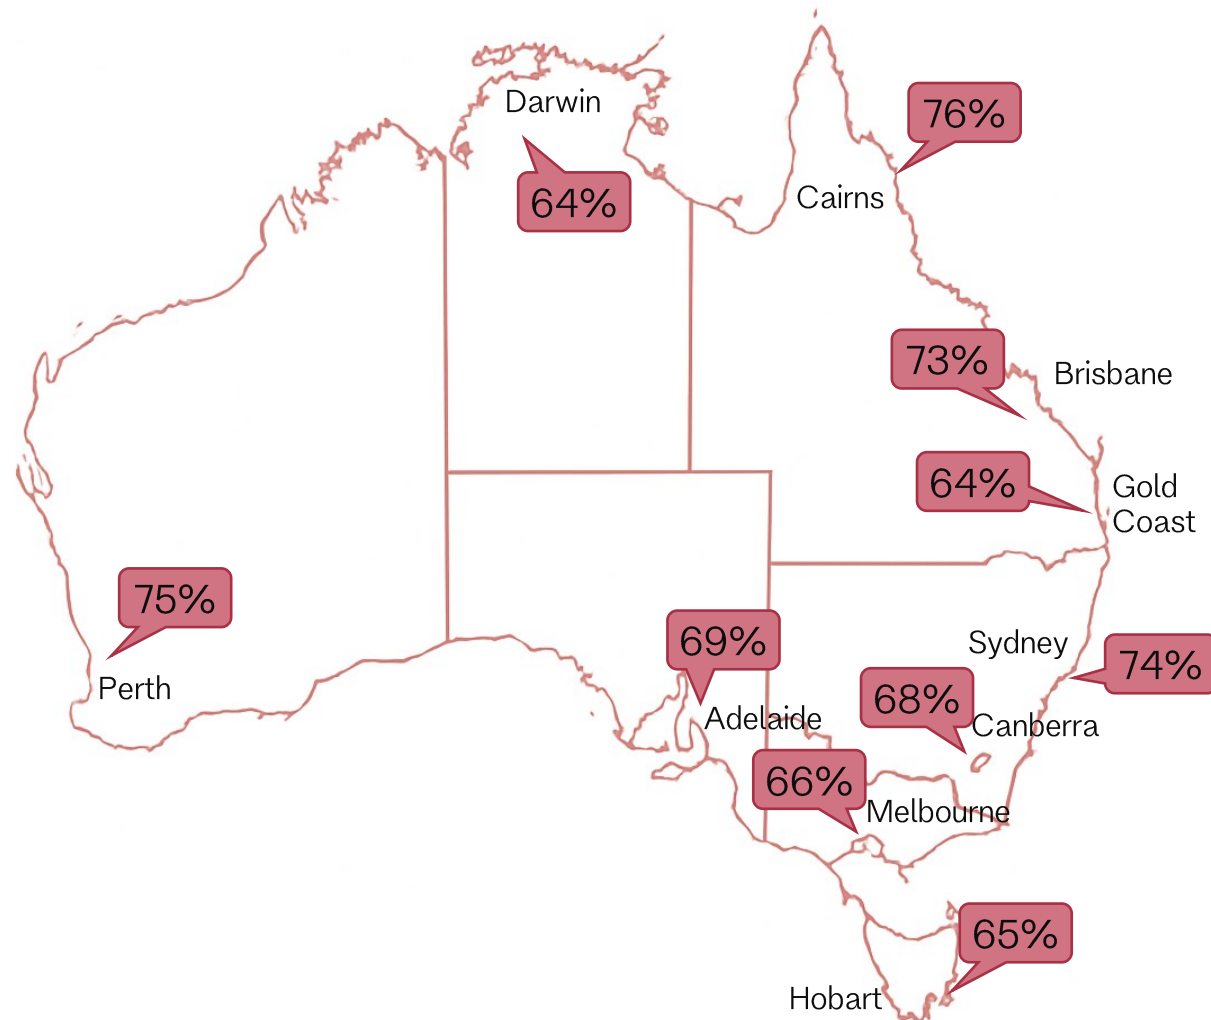 Darwin
76%
64%
Cairns
73%
Brisbane
64%
Gold
Coast
75%
69%
Sydney
74%
Perth
68%
Adelaide
Canberra
66%
Melbourne
65%
Hobart